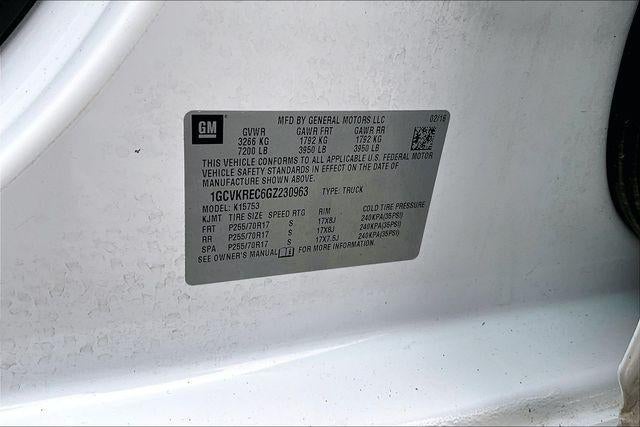 GM MFD BY GENERAL MOTORS LLC 02/16
GVWR GAWR FRT GAWR RR
3266 KG 1792 KG 1792 KG
7200 LB 3950 LB 3950 LB
THIS VEHICLE CONFORMS TO ALL APPLICABLE U.S. FEDERAL MOTOR
VEHICLE SAFETY STANDARDS IN EFFECT ON THE DATE OF
MANUFACTURE SHOWN ABOVE.
1GCVKREC6GZ230963 TYPE: TRUCK
MODEL: K15753
KJMT TIRE SIZE SPEED RTG RIM COLD TIRE PRESSURE
FRT P255/70R17 S 17X8J 240KPA(35PSI)
RR P255/70R17 S 17X8J 240KPA(35PSI)
SPA P255/70R17 S 17X7.5J 240KPA(35PSI)
SEE OWNER'S MANUAL FOR MORE INFORMATION.